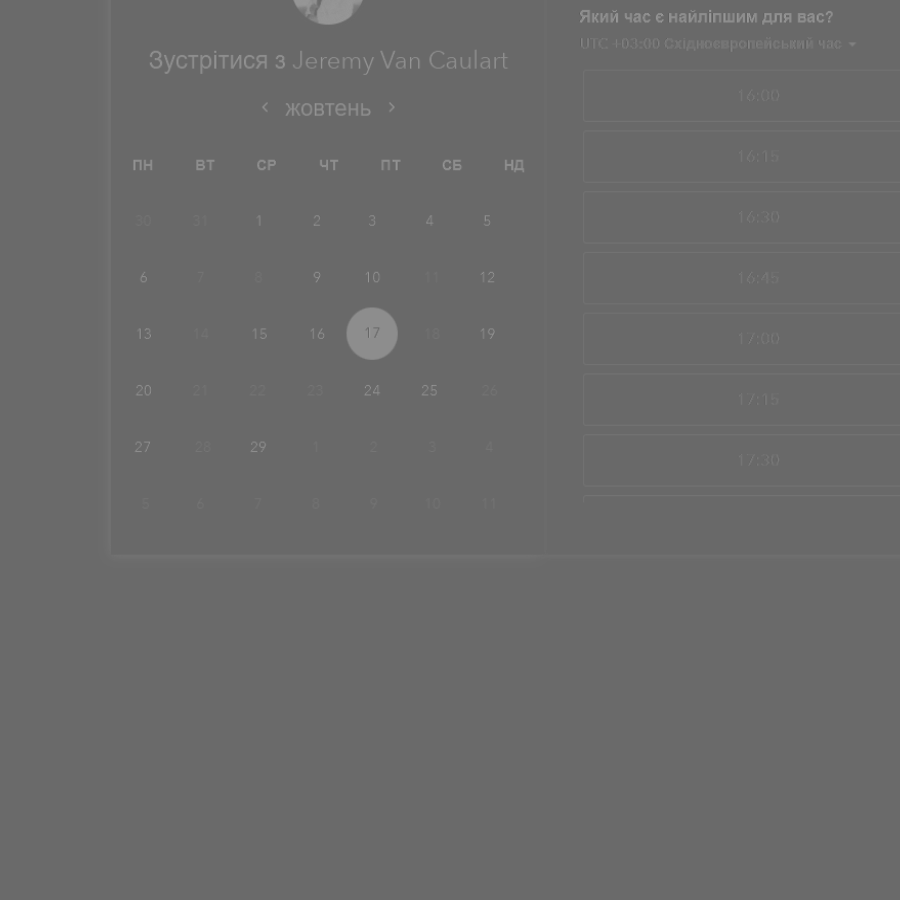 Зустрітися з Jeremy Van Caulart
жовтень
ПН ВТ СР ЧТ ПТ СБ НД
30 31 1 2 3 4 5
6 7 8 9 10 11 12
13 14 15 16 17 18 19
20 21 22 23 24 25 26
27 28 29 1 2 3 4
5 6 7 8 9 10 11
Який час є найліпшим для вас?
UTC +03:00 Східноєвропейський час
16:00
16:15
16:30
16:45
17:00
17:15
17:30